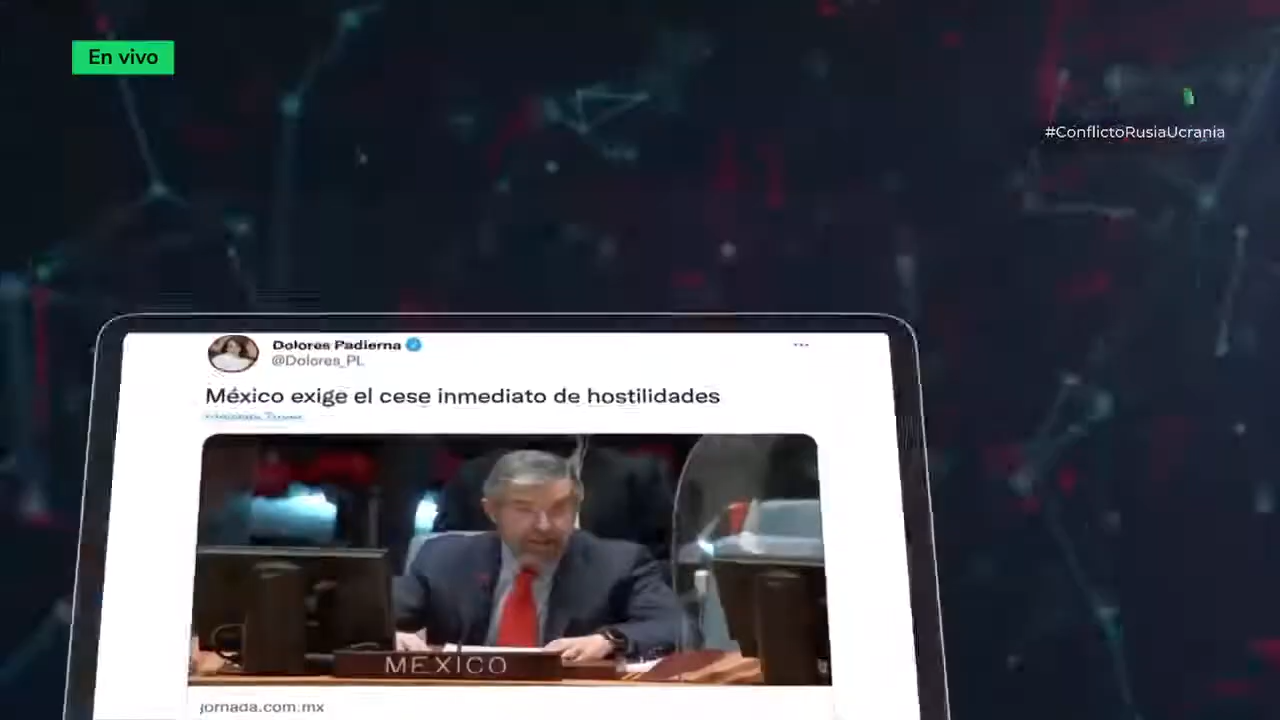 En vivo
#ConflictoRusiaUcrania
Dolores Padierna
@Dolores_PL
México exige el cese inmediato de hostilidades
MEXICO
jornada.com.mx